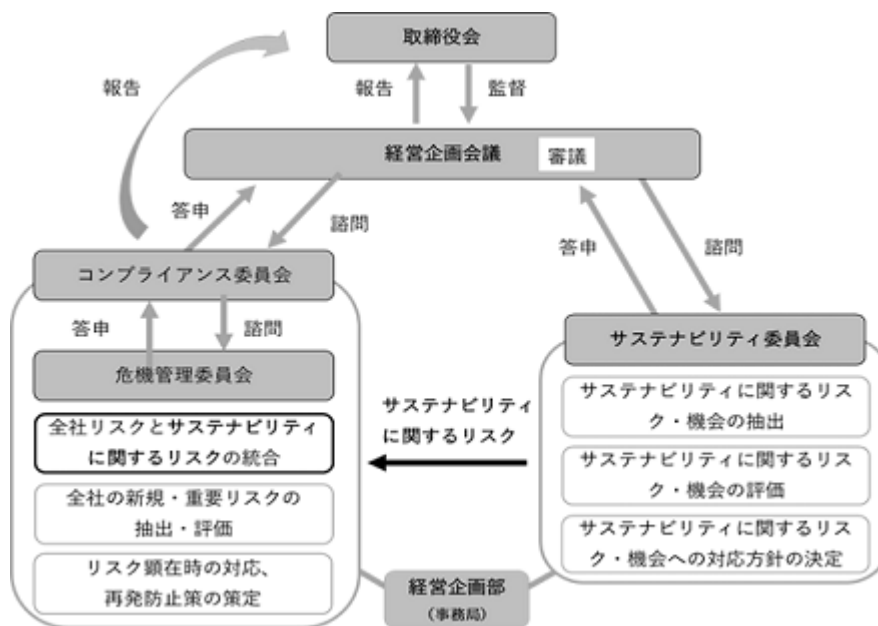 取締役会
報告
報告
監督
経営企画会議
審議
答申
諮問
答申
諮問
コンプライアンス委員会
答申
諮問
危機管理委員会
全社リスクとサステナビリティ
に関するリスクの統合
全社の新規・重要リスクの
抽出・評価
リスク顕在時の対応、
再発防止策の策定
サステナビリティ
に関するリスク
サステナビリティ委員会
サステナビリティに関するリス
ク・機会の抽出
サステナビリティに関するリス
ク・機会の評価
サステナビリティに関するリス
ク・機会への対応方針の決定
経営企画部
（事務局）